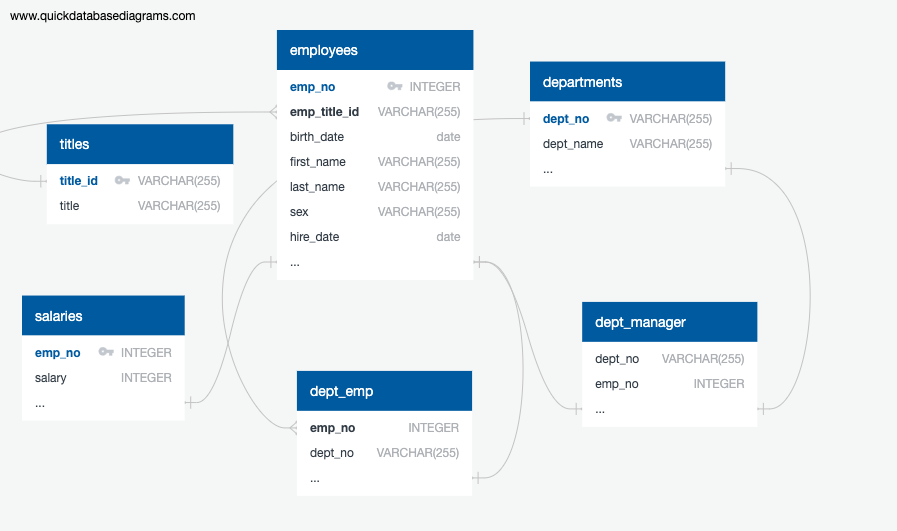 www.quickdatabasediagrams.com
employees
emp_no INTEGER
emp_title_id VARCHAR(255)
birth_date date
first_name VARCHAR(255)
last_name VARCHAR(255)
sex VARCHAR(255)
hire_date date
...
departments
dept_no VARCHAR(255)
dept_name VARCHAR(255)
...
titles
title_id VARCHAR(255)
title VARCHAR(255)
salaries
emp_no INTEGER
salary INTEGER
...
dept_emp
emp_no INTEGER
dept_no VARCHAR(255)
...
dept_manager
dept_no VARCHAR(255)
emp_no INTEGER
...